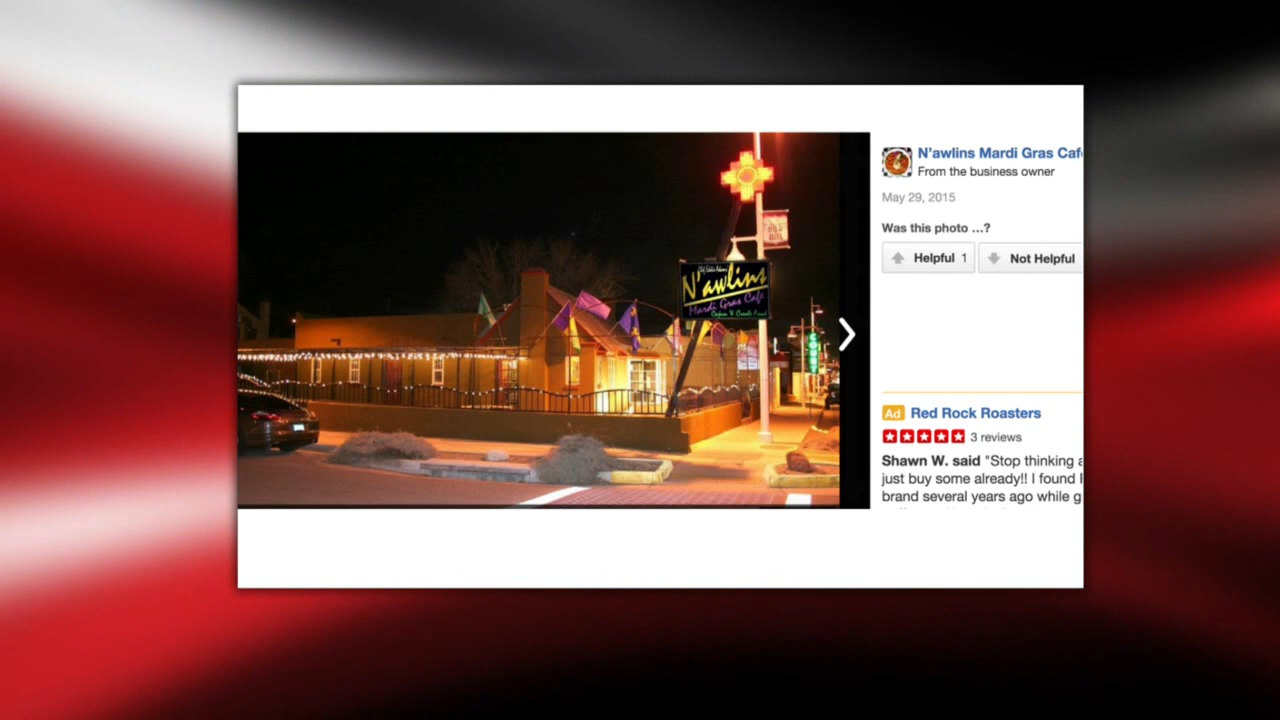 N'awlins
Mardi Gras Cafe
N'awlins Mardi Gras Caf
From the business owner
May 29, 2015
Was this photo ...?
Helpful 1
Not Helpful
Ad Red Rock Roasters
3 reviews
Shawn W. said "Stop thinking a
just buy some already!! I found
brand several years ago while g